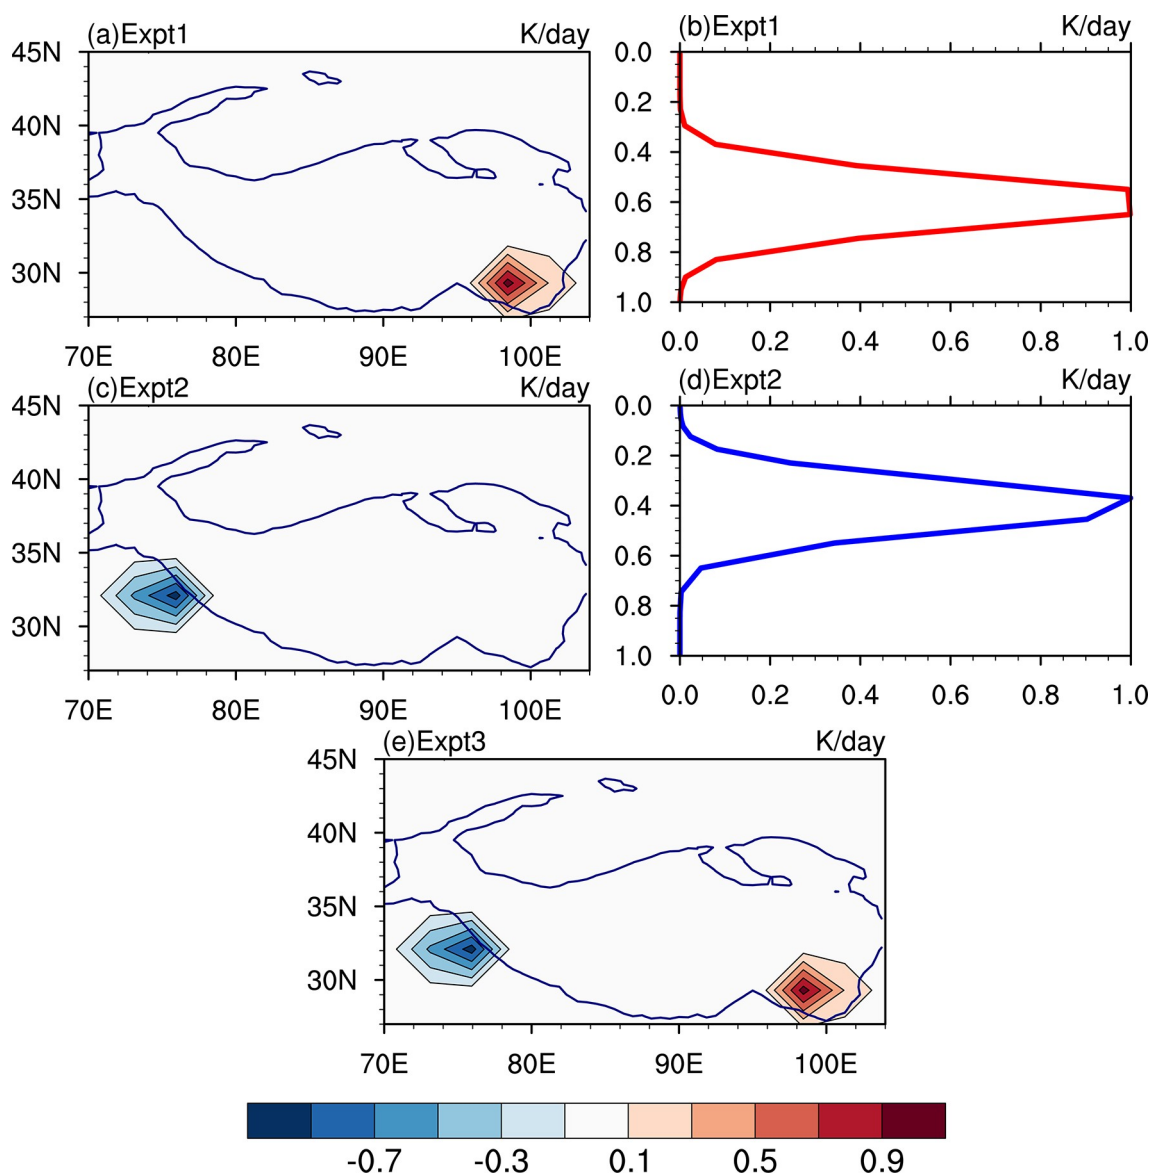 (a)Expt1 K/day
45N
40N
35N
30N
70E 80E 90E 100E
(b)Expt1 K/day
0.0
0.2
0.4
0.6
0.8
1.0
0.0 0.2 0.4 0.6 0.8 1.0
(c)Expt2 K/day
45N
40N
35N
30N
70E 80E 90E 100E
(d)Expt2 K/day
0.0
0.2
0.4
0.6
0.8
1.0
0.0 0.2 0.4 0.6 0.8 1.0
(e)Expt3 K/day
45N
40N
35N
30N
70E 80E 90E 100E
-0.7 -0.3 0.1 0.5 0.9